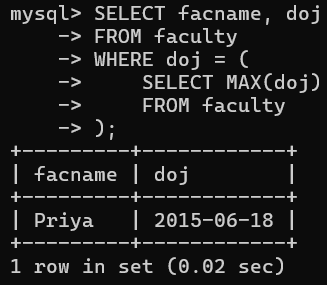 mysql> SELECT facname, doj
    -> FROM faculty
    -> WHERE doj = (
    ->     SELECT MAX(doj)
    ->     FROM faculty
    -> );
+---------+------------+
| facname | doj        |
+---------+------------+
| Priya   | 2015-06-18 |
+---------+------------+
1 row in set (0.02 sec)